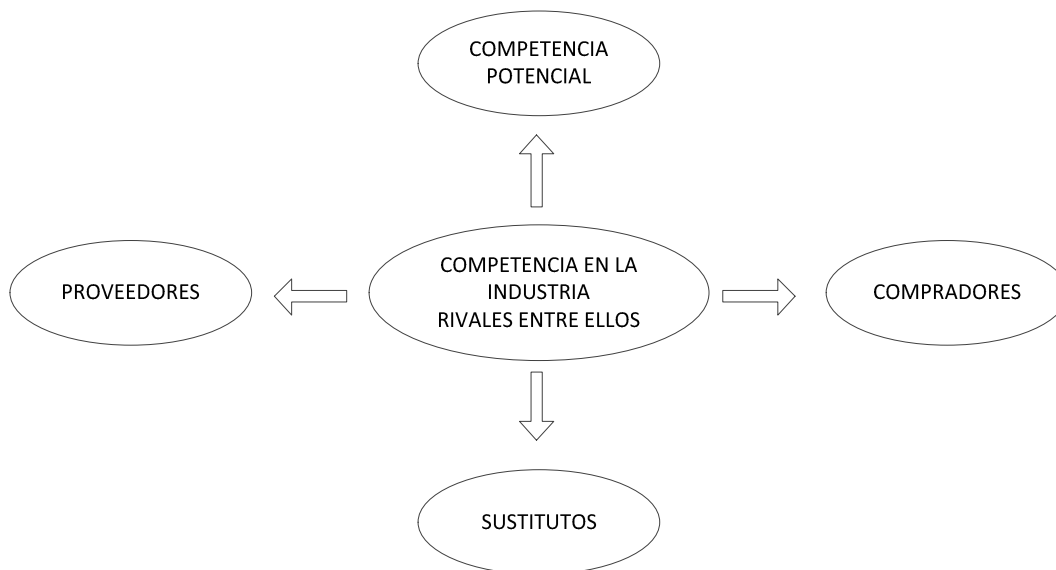 COMPETENCIA
POTENCIAL
PROVEEDORES
COMPETENCIA EN LA
INDUSTRIA
RIVALES ENTRE ELLOS
COMPRADORES
SUSTITUTOS